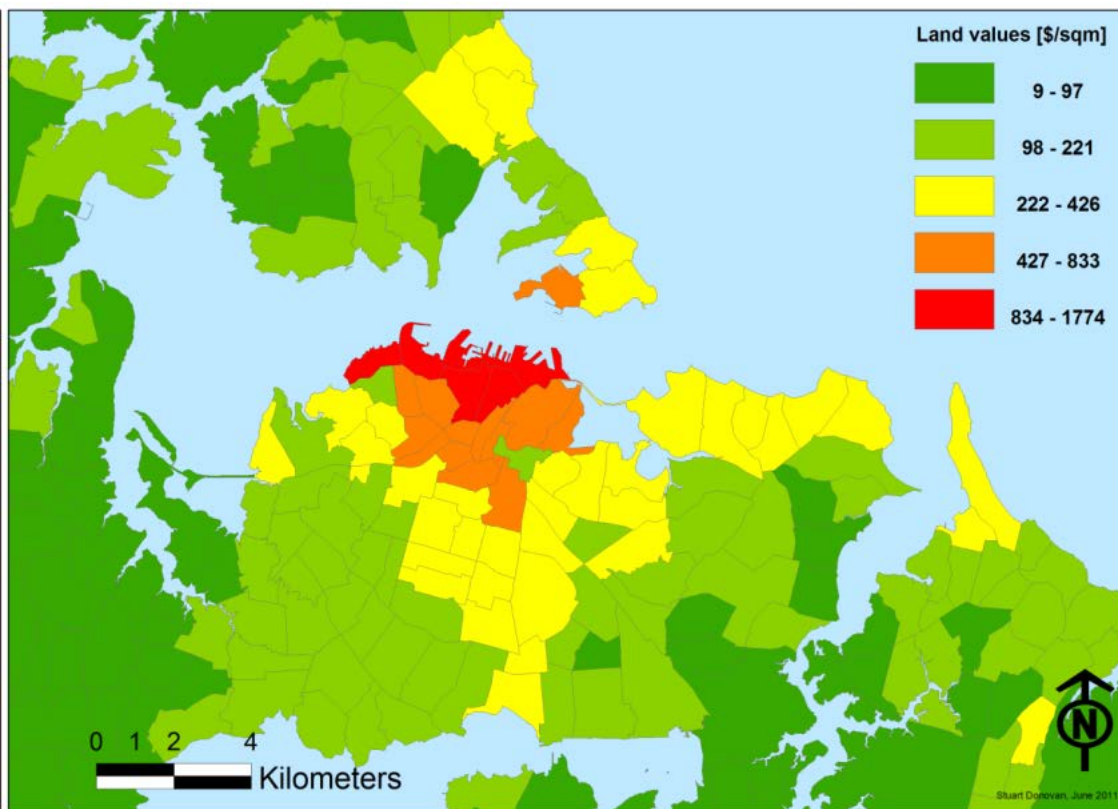 Land values [$/sqm]
9 - 97
98 - 221
222 - 426
427 - 833
834 - 1774
0 1 2 4
Kilometers
N
Stuart Donovan, June 2011